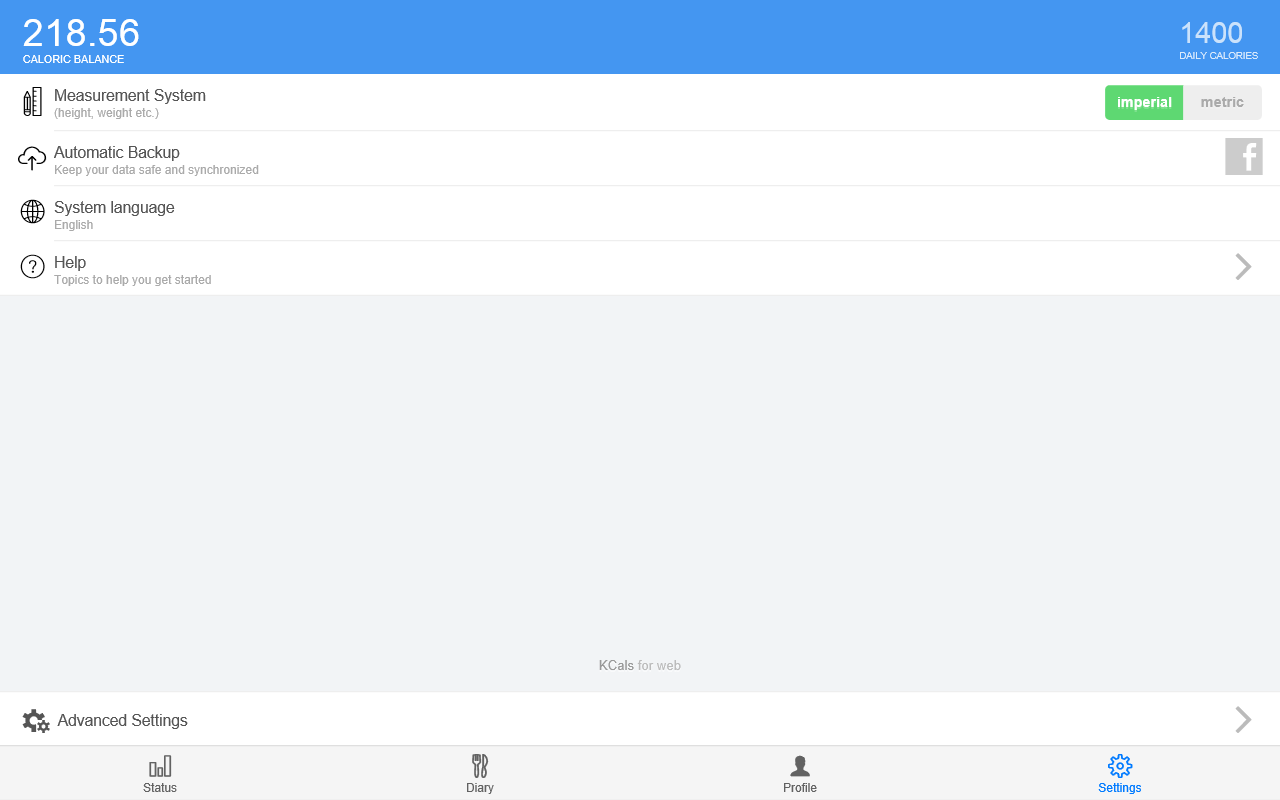 218.56
CALORIC BALANCE
1400
DAILY CALORIES
Measurement System
(height, weight etc.)
imperial
metric
Automatic Backup
Keep your data safe and synchronized
f
System language
English
?
Help
Topics to help you get started
KCals for web
Advanced Settings
Status
Diary
Profile
Settings